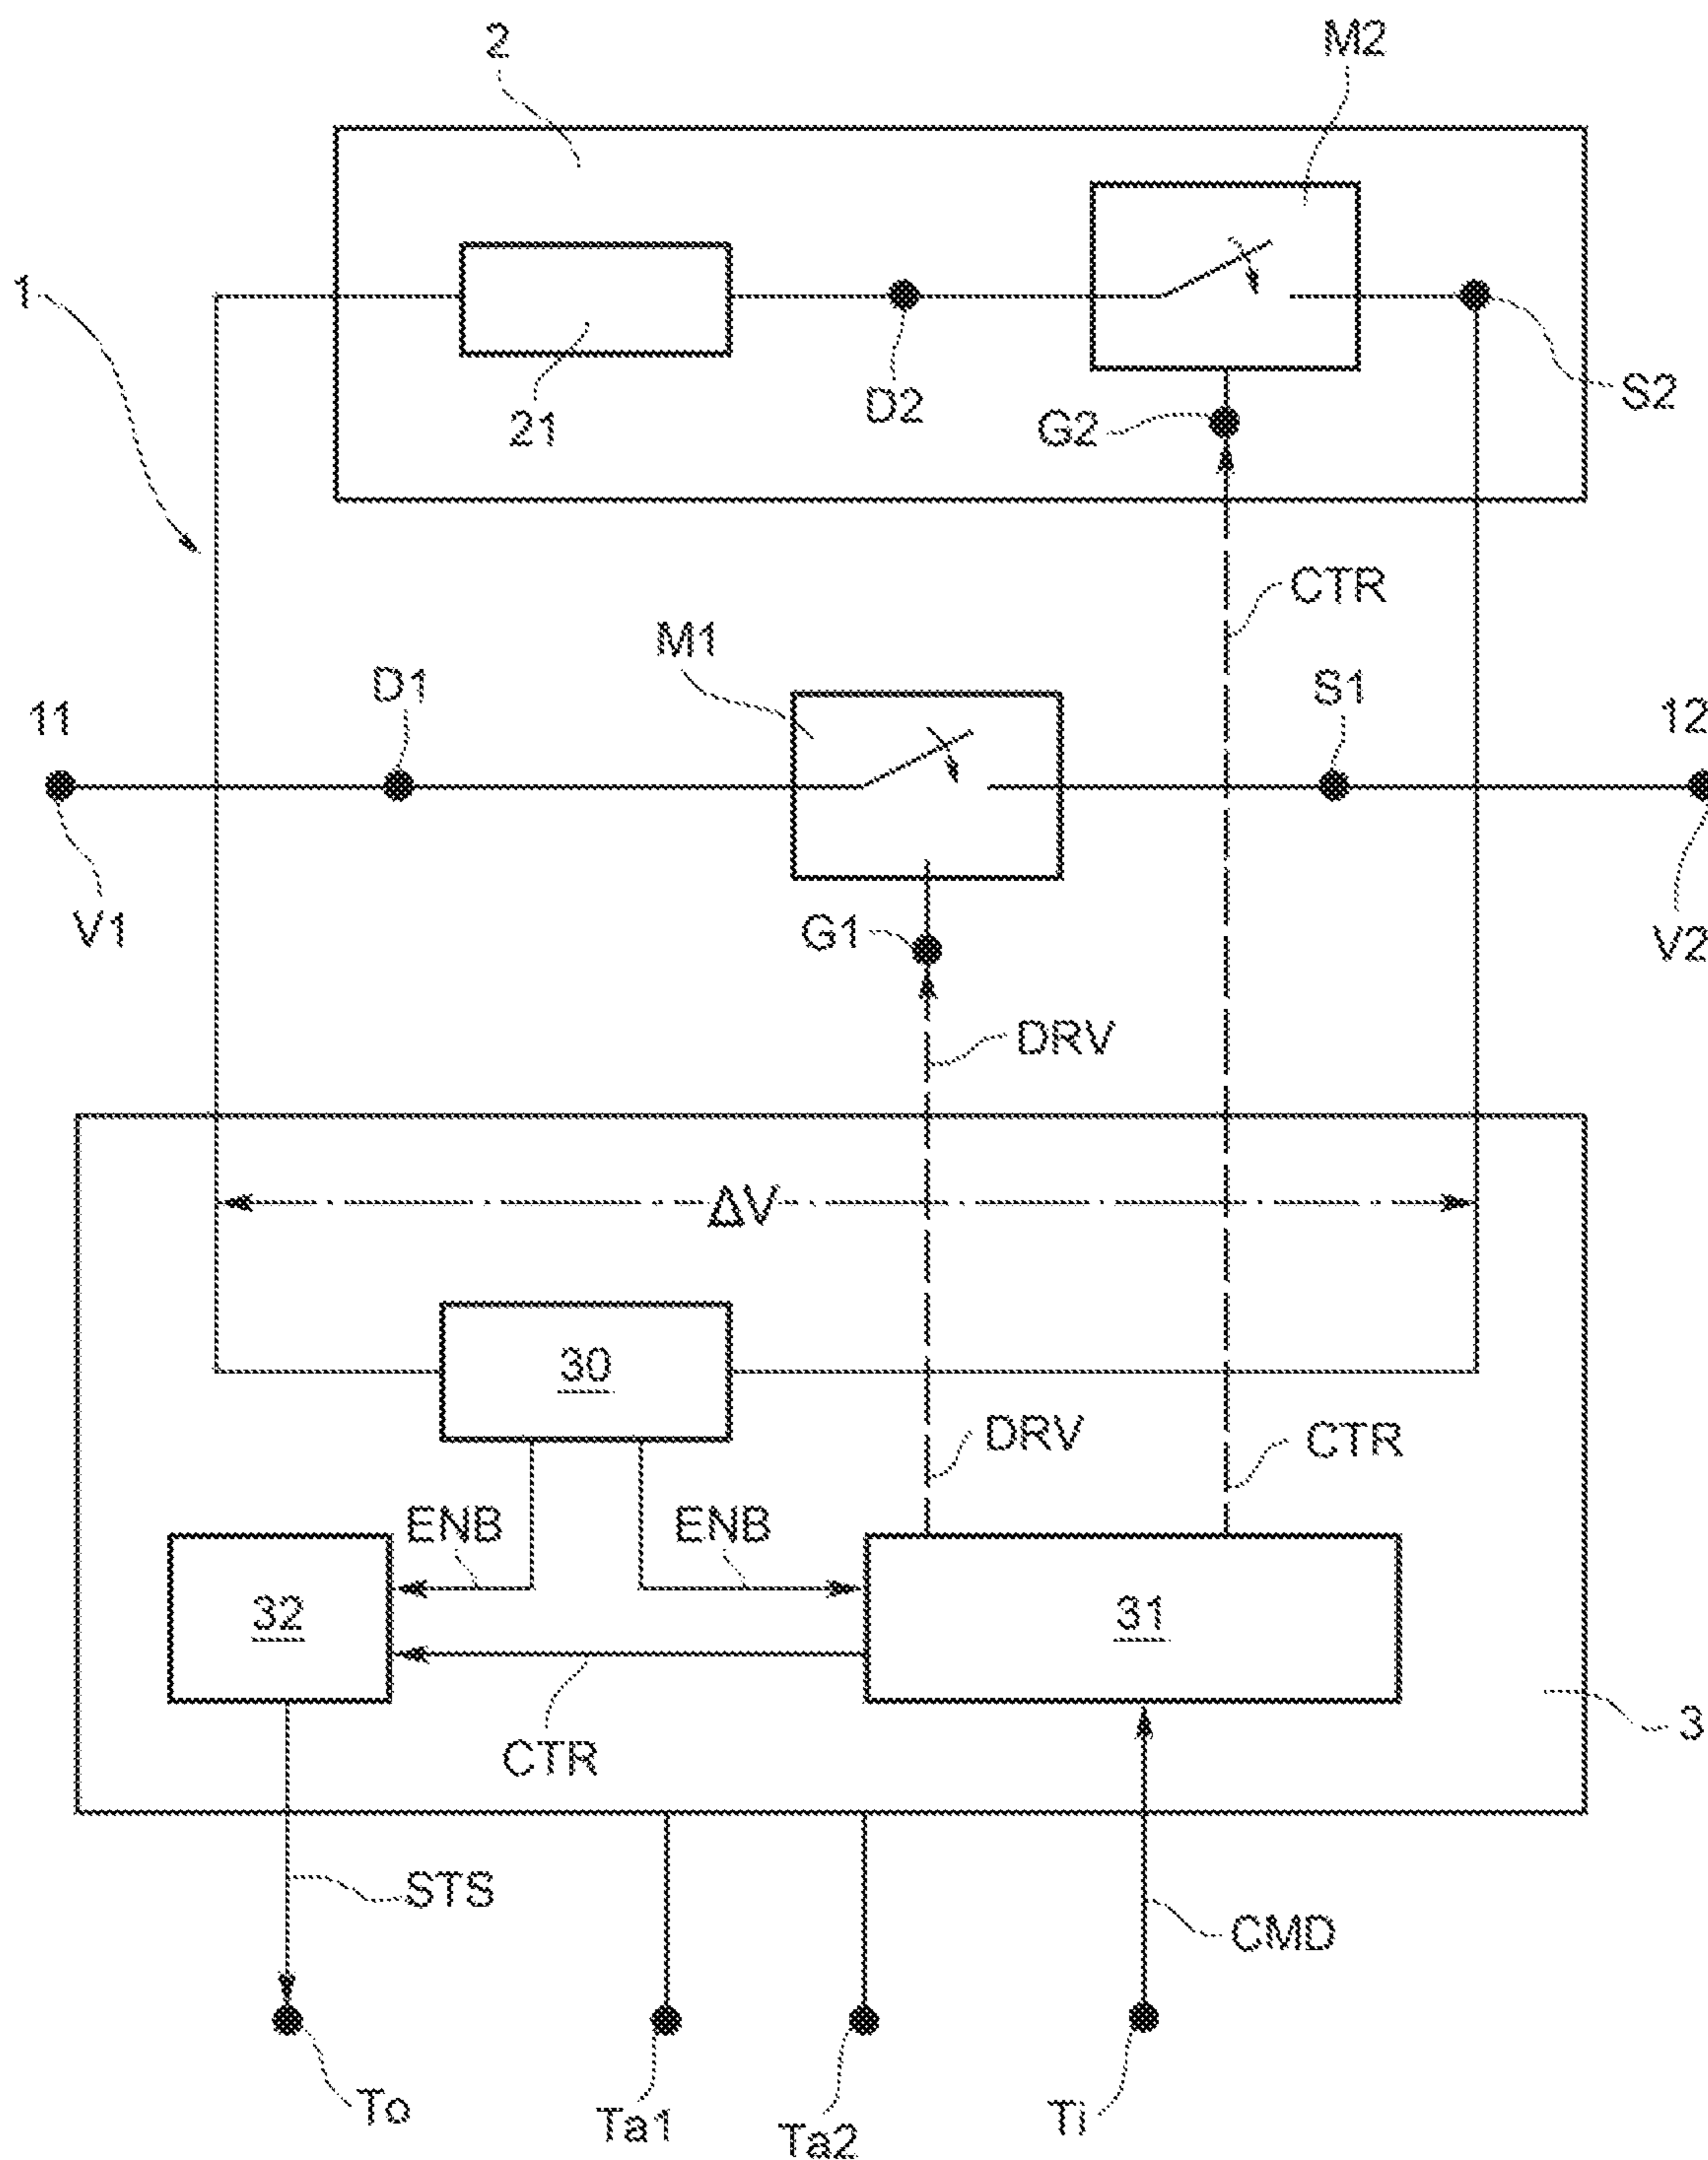 2
M2
1
21
D2
G2
S2
CTR
M1
D1
S1
11
12
V1
G1
V2
DRV
ΔV
30
DRV
CTR
ENB
ENB
32
31
3
CTR
STS
CMD
To
Ta1
Ta2
Ti